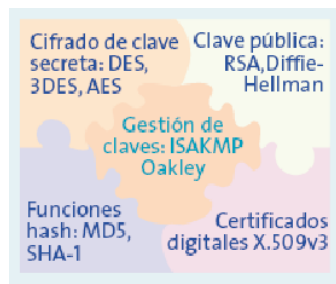 Cifrado de clave
secreta: DES,
3DES, AES
Clave pública:
RSA,Diffie-
Hellman
Gestión de
claves: ISAKMP
Oakley
Funciones
hash: MD5,
SHA-1
Certificados
digitales X.509v3